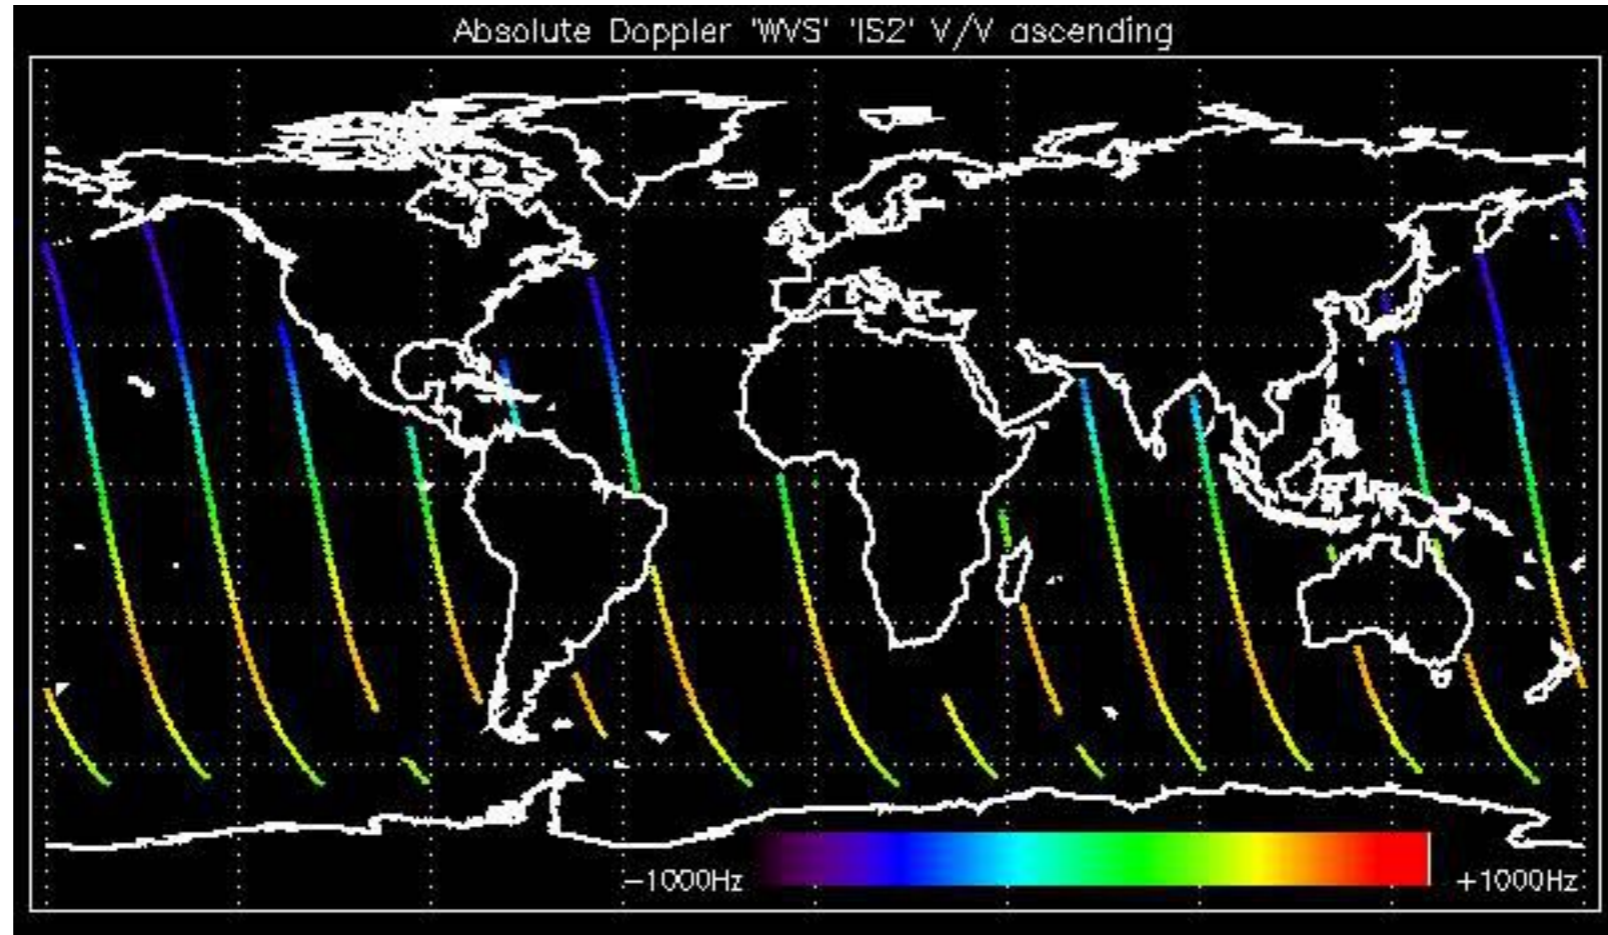 Absolute Doppler 'WVS' 'IS2' V/V ascending
−1000Hz +1000Hz